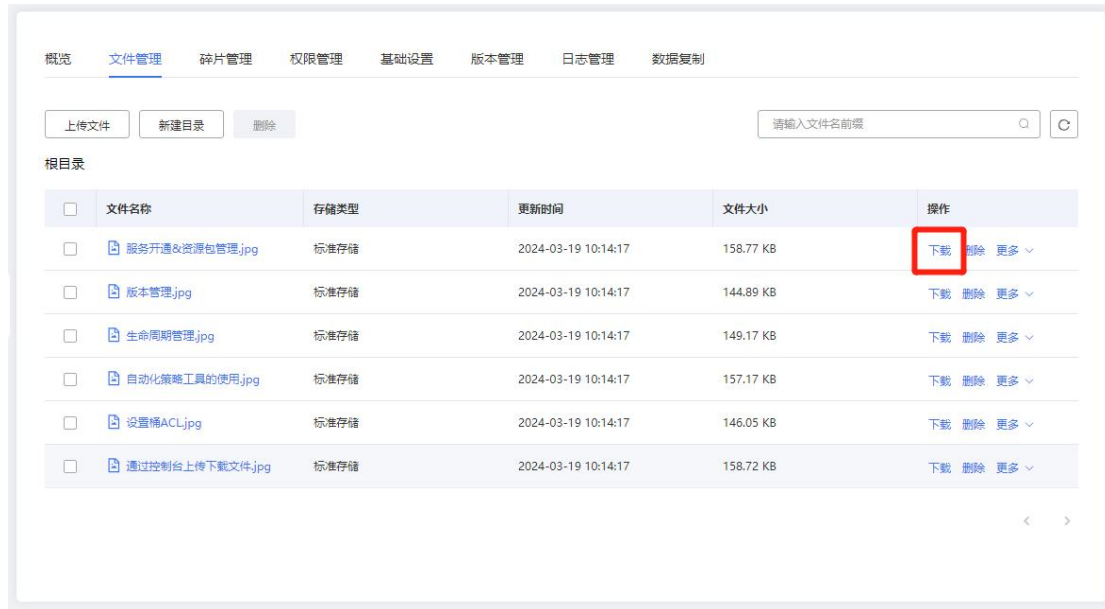 概览 文件管理 碎片管理 权限管理 基础设置 版本管理 日志管理 数据复制
上传文件 新建目录 删除 请输入文件名前缀
根目录
文件名称 存储类型 更新时间 文件大小 操作
服务开通&资源包管理.jpg 标准存储 2024-03-19 10:14:17 158.77 KB 下载 删除 更多
版本管理.jpg 标准存储 2024-03-19 10:14:17 144.89 KB 下载 删除 更多
生命周期管理.jpg 标准存储 2024-03-19 10:14:17 149.17 KB 下载 删除 更多
自动化策略工具的使用.jpg 标准存储 2024-03-19 10:14:17 157.17 KB 下载 删除 更多
设置桶ACL.jpg 标准存储 2024-03-19 10:14:17 146.05 KB 下载 删除 更多
通过控制台上传下载文件.jpg 标准存储 2024-03-19 10:14:17 158.72 KB 下载 删除 更多